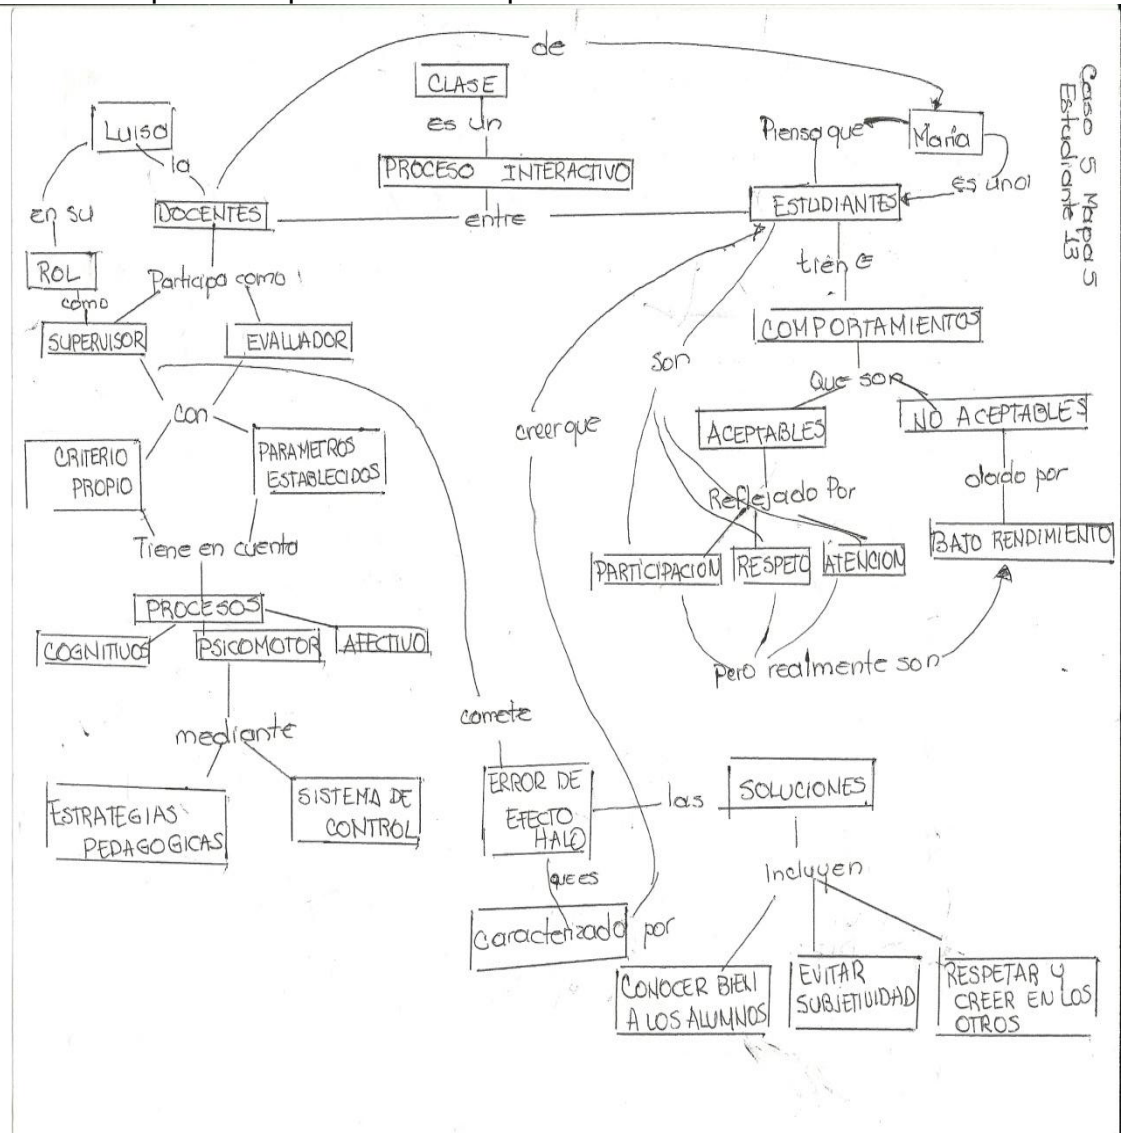 de
CLASE
es un
PROCESO INTERACTIVO
entre
Luisa
la
DOCENTES
en su
ROL
como
Participa como
SUPERVISOR
EVALUADOR
con
CRITERIO
PROPIO
PARAMETROS
ESTABLECIDOS
Tiene en cuenta
PROCESOS
COGNITIVOS
PSICOMOTOR
AFECTIVO
mediante
ESTRATEGIAS
PEDAGOGICAS
SISTEMA DE
CONTROL
Maria
Piensa que
es una
ESTUDIANTES
tiene
COMPORTAMIENTOS
Que son
ACEPTABLES
NO ACEPTABLES
Reflejado Por
dado por
son
PARTICIPACION
RESPETO
ATENCION
BAJO RENDIMIENTO
pero realmente son
creer que
comete
ERROR DE
EFECTO
HALO
las
SOLUCIONES
que es
caracterizado por
Incluyen
CONOCER BIEN
A LOS ALUMNOS
EVITAR
SUBJETIVIDAD
RESPETAR Y
CREER EN LOS
OTROS
Caso 5 Mapa 5
Estudiante 13